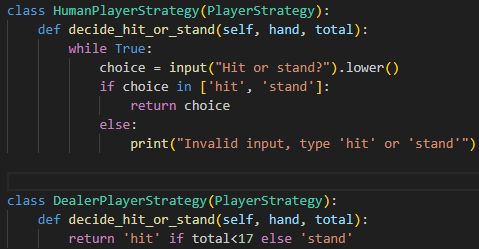 class HumanPlayerStrategy(PlayerStrategy):
    def decide_hit_or_stand(self, hand, total):
        while True:
            choice = input("Hit or stand?").lower()
            if choice in ['hit', 'stand']:
                return choice
            else:
                print("Invalid input, type 'hit' or 'stand'")
class DealerPlayerStrategy(PlayerStrategy):
    def decide_hit_or_stand(self, hand, total):
        return 'hit' if total<17 else 'stand'